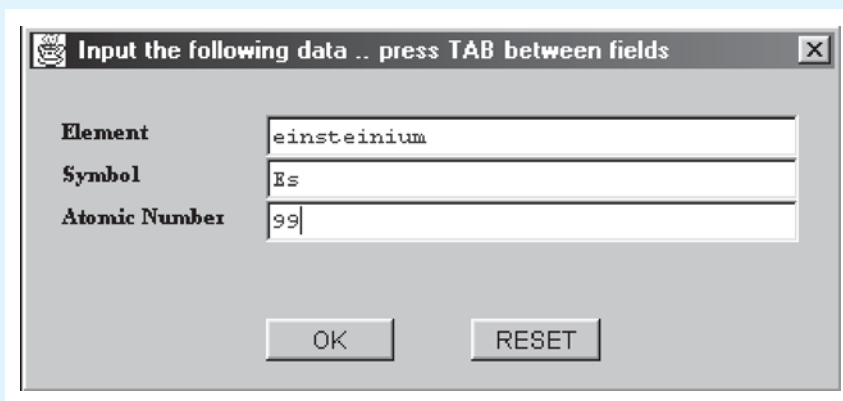 Input the following data .. press TAB between fields
Element einsteinium
Symbol Es
Atomic Number 99
OK RESET